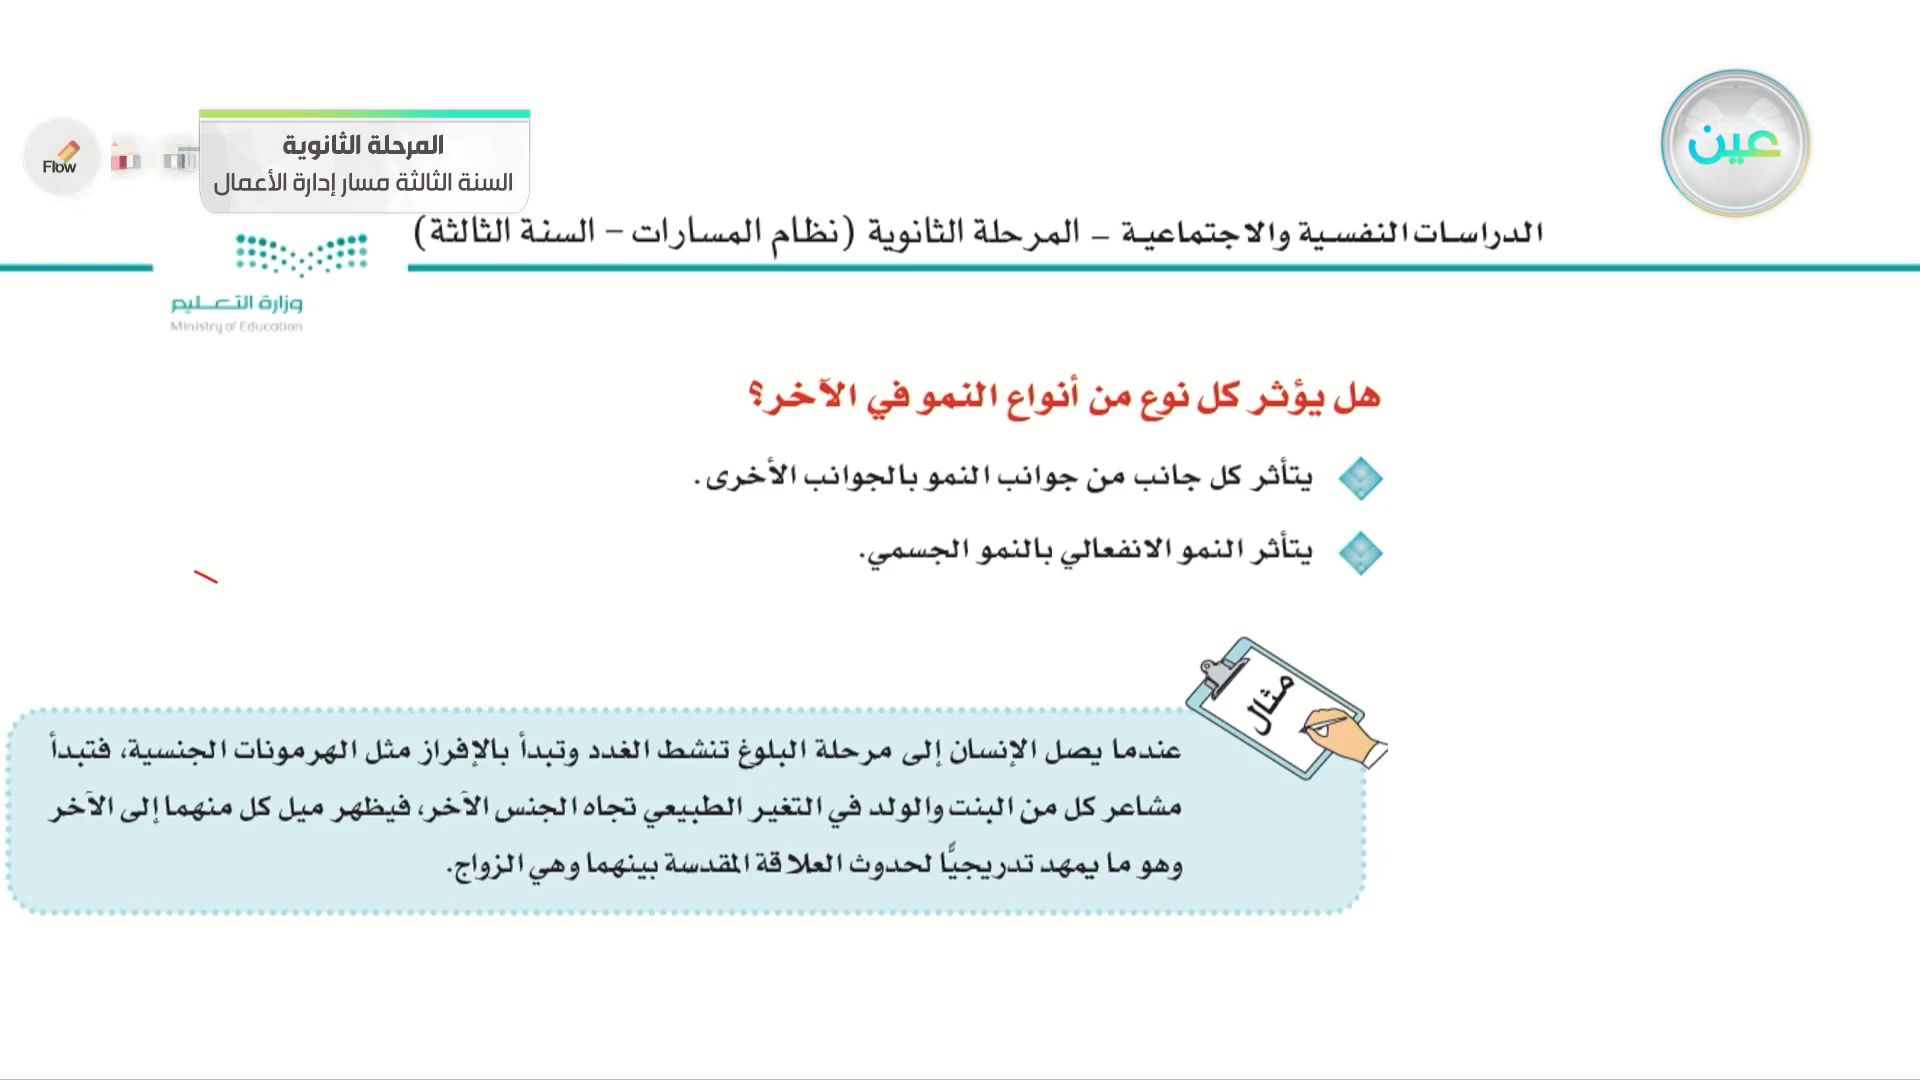 عين
المرحلة الثانوية
السنة الثالثة مسار إدارة الأعمال
Flow
الدراسات النفسية والاجتماعية – المرحلة الثانوية (نظام المسارات – السنة الثالثة)
وزارة التعليم
Ministry of Education
هل يؤثر كل نوع من أنواع النمو في الآخر؟
يتأثر كل جانب من جوانب النمو بالجوانب الأخرى.
يتأثر النمو الانفعالي بالنمو الجسمي.
مثال
عندما يصل الإنسان إلى مرحلة البلوغ تنشط الغدد وتبدأ بالإفراز مثل الهرمونات الجنسية، فتبدأ
مشاعر كل من البنت والولد في التغير الطبيعي تجاه الجنس الآخر، فيظهر ميل كل منهما إلى الآخر
وهو ما يمهد تدريجيًّا لحدوث العلاقة المقدسة بينهما وهي الزواج.